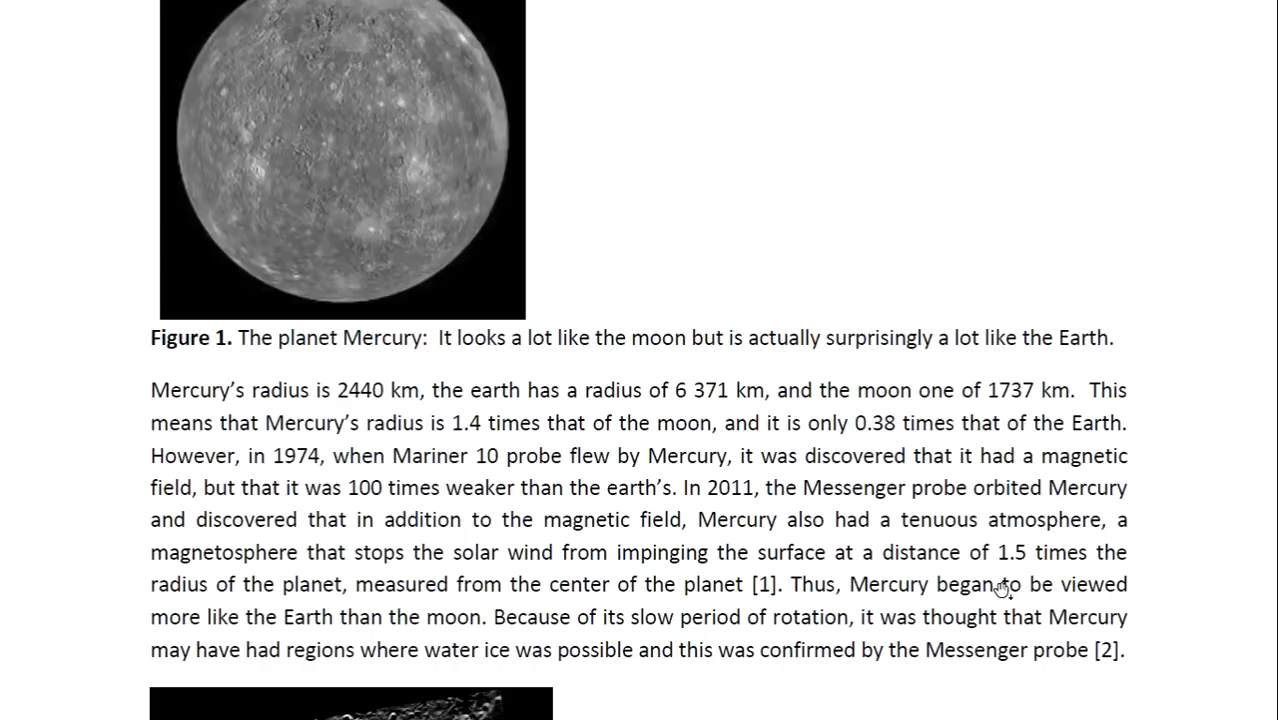 Figure 1. The planet Mercury:  It looks a lot like the moon but is actually surprisingly a lot like the Earth.
Mercury’s radius is 2440 km, the earth has a radius of 6 371 km, and the moon one of 1737 km.  This
means that Mercury’s radius is 1.4 times that of the moon, and it is only 0.38 times that of the Earth.
However, in 1974, when Mariner 10 probe flew by Mercury, it was discovered that it had a magnetic
field, but that it was 100 times weaker than the earth’s. In 2011, the Messenger probe orbited Mercury
and discovered that in addition to the magnetic field, Mercury also had a tenuous atmosphere, a
magnetosphere that stops the solar wind from impinging the surface at a distance of 1.5 times the
radius of the planet, measured from the center of the planet [1]. Thus, Mercury began to be viewed
more like the Earth than the moon. Because of its slow period of rotation, it was thought that Mercury
may have had regions where water ice was possible and this was confirmed by the Messenger probe [2].